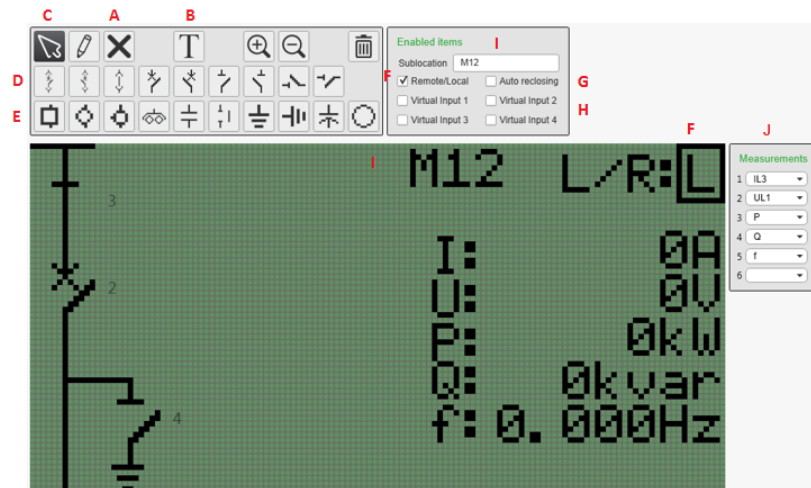 C A B
T
Enabled items I
Sublocation M12
D F Remote/Local Auto reclosing G
Virtual Input 1 Virtual Input 2 H
E Virtual Input 3 Virtual Input 4
F J
I M12 L/R:L
Measurements
1 IL3
2 UL1
3 P
4 Q
5 f
6
3
2
4
I: 0A
U: 0V
P: 0kW
Q: 0kvar
f: 0.000Hz